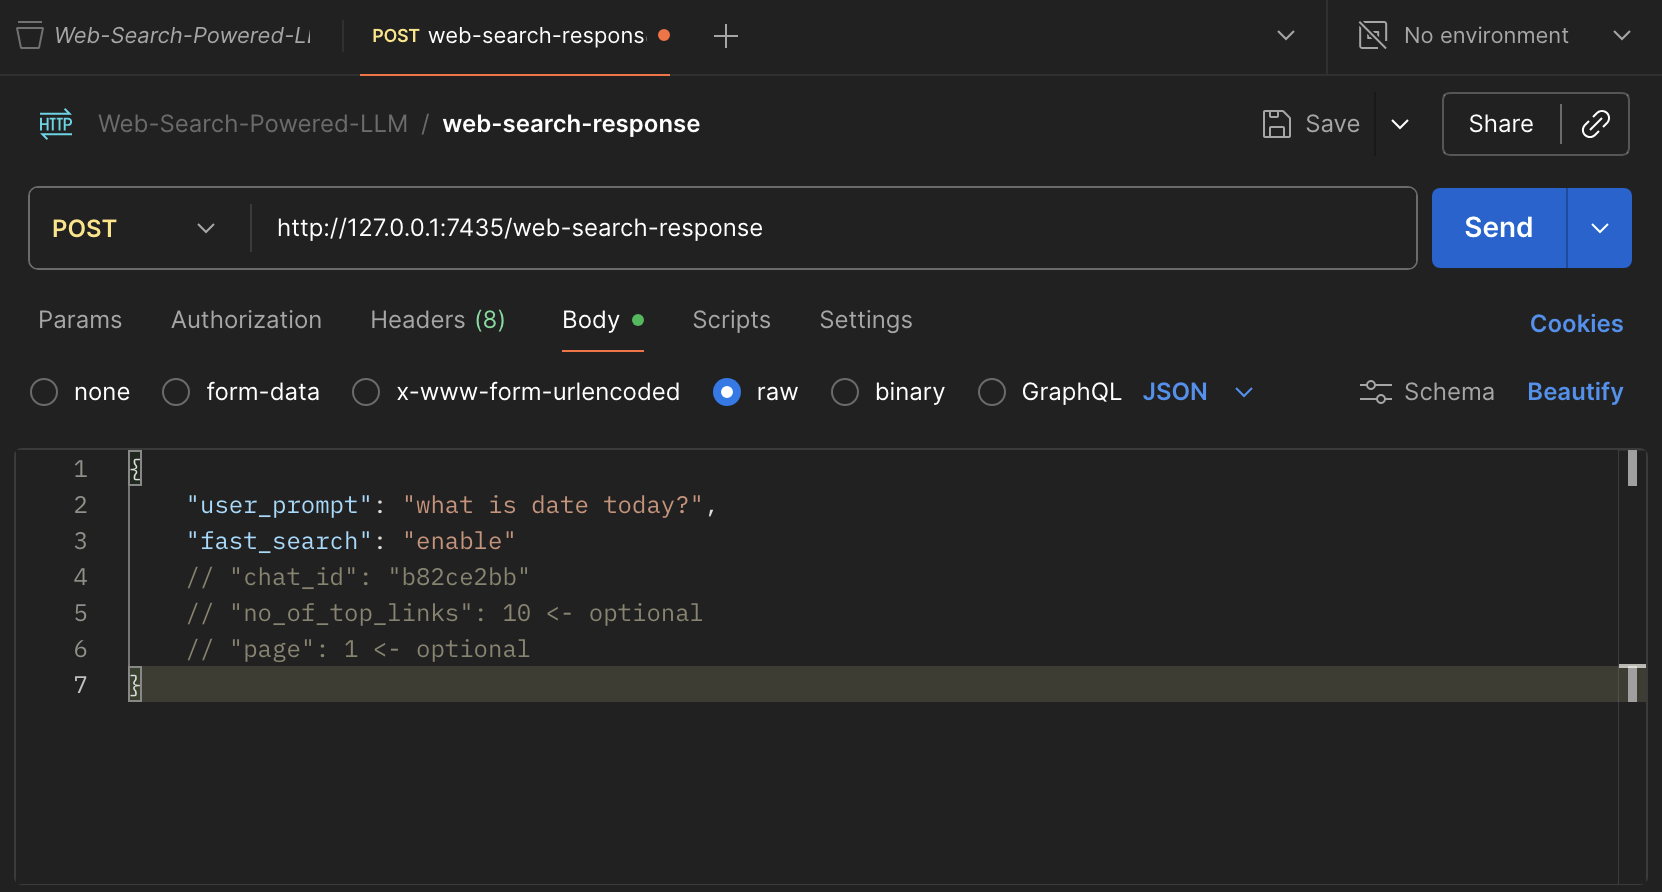 Web-Search-Powered-LL
POST web-search-respons
No environment
HTTP Web-Search-Powered-LLM / web-search-response
Save
Share
POST http://127.0.0.1:7435/web-search-response
Send
Params Authorization Headers (8) Body Scripts Settings Cookies
none form-data x-www-form-urlencoded raw binary GraphQL JSON Schema Beautify
1 {
2 "user_prompt": "what is date today?",
3 "fast_search": "enable"
4 // "chat_id": "b82ce2bb"
5 // "no_of_top_links": 10 <- optional
6 // "page": 1 <- optional
7 }